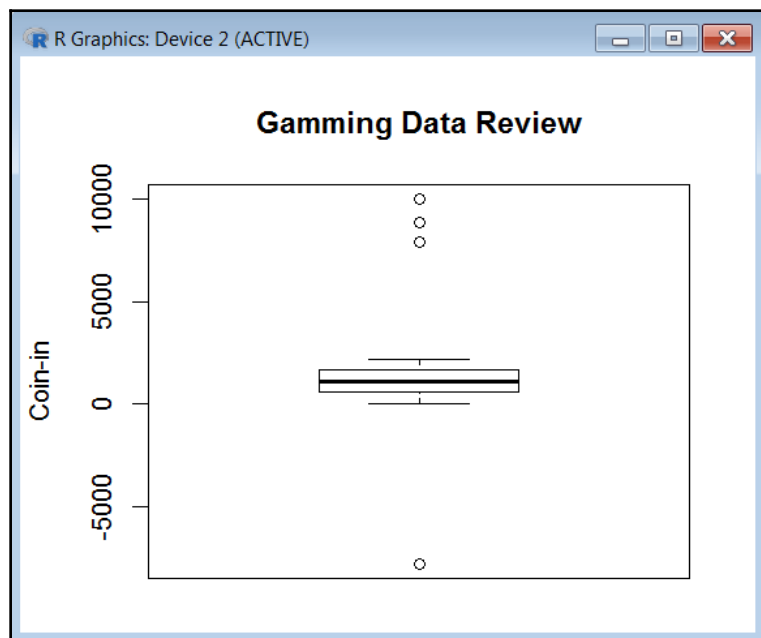 R Graphics: Device 2 (ACTIVE)
Gamming Data Review
10000
5000
Coin-in
0
-5000